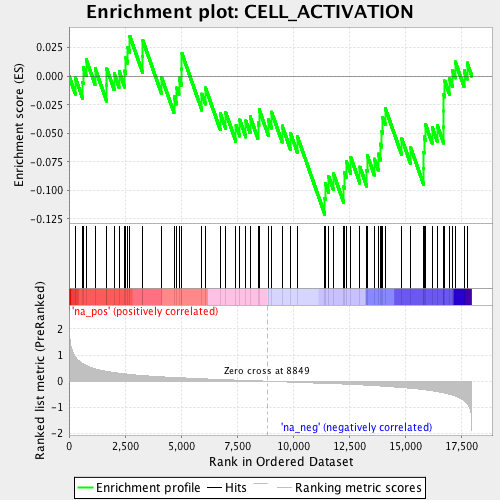 Enrichment plot: CELL_ACTIVATION
Enrichment score (ES)
0.025
0.000
-0.025
-0.050
-0.075
-0.100
-0.125
'na_pos' (positively correlated)
Ranked list metric (PreRanked)
2
1
0
-1
-2
Zero cross at 8849
'na_neg' (negatively correlated)
0
2,500
5,000
7,500
10,000
12,500
15,000
17,500
Rank in Ordered Dataset
Enrichment profile
Hits
Ranking metric scores